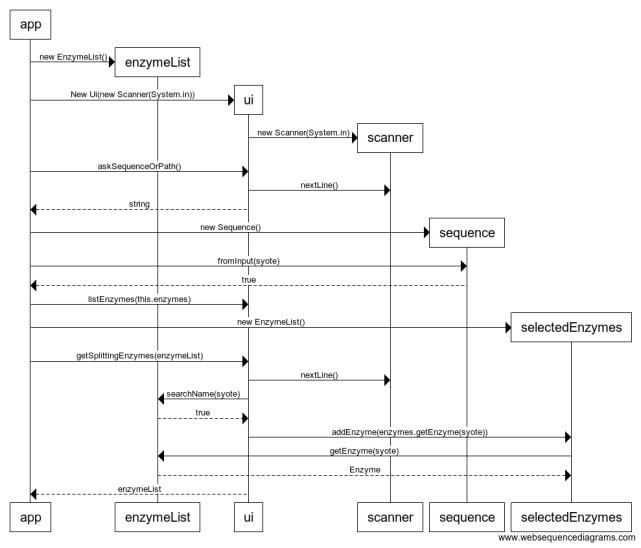 app
new EnzymeList()
enzymeList
New Ui(new Scanner(System.in))
ui
new Scanner(System.in)
scanner
askSequenceOrPath()
nextLine()
string
new Sequence()
sequence
fromInput(syote)
true
listEnzymes(this.enzymes)
new EnzymeList()
selectedEnzymes
getSplittingEnzymes(enzymeList)
nextLine()
searchName(syote)
true
addEnzyme(enzymes.getEnzyme(syote))
getEnzyme(syote)
Enzyme
enzymeList
app
enzymeList
ui
scanner
sequence
selectedEnzymes
www.websequencediagrams.com